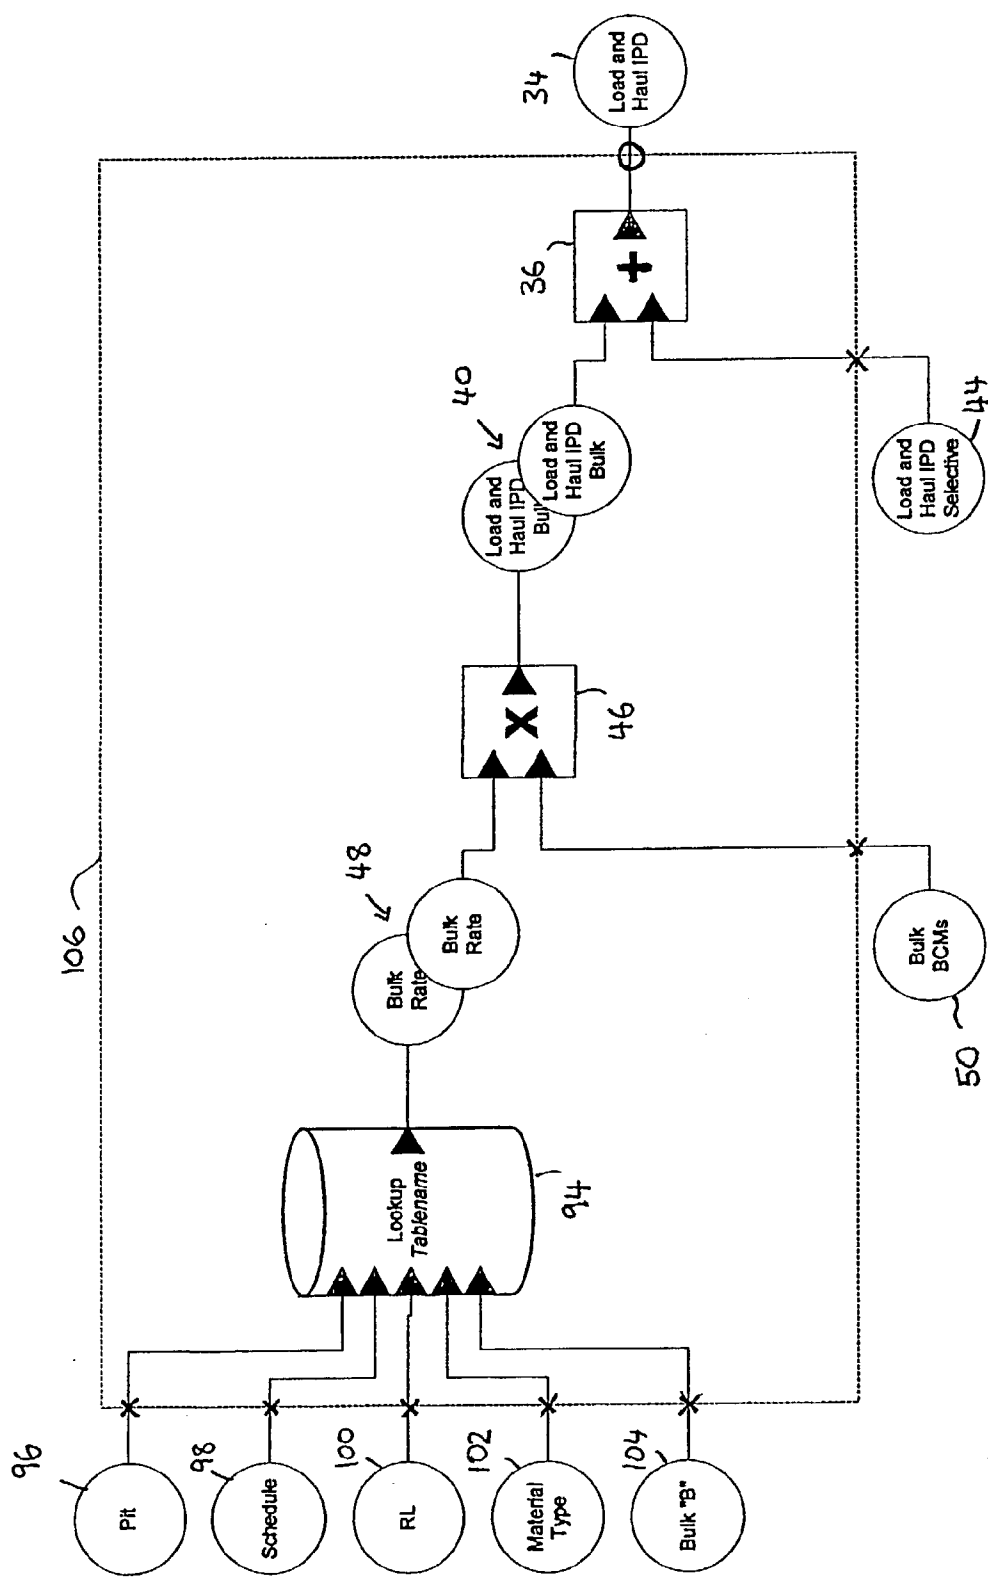 96
Pit
98
Schedule
100
RL
102
Material
Type
104
Bulk "B"
106
Lookup
Tablename
94
48
Bulk
Rate
Bulk
Rate
50
Bulk
BCMs
X
46
40
Load and
Haul IPD
Bul
Load and
Haul IPD
Bulk
44
Load and
Haul IPD
Selective
36
+
34
Load and
Haul IPD